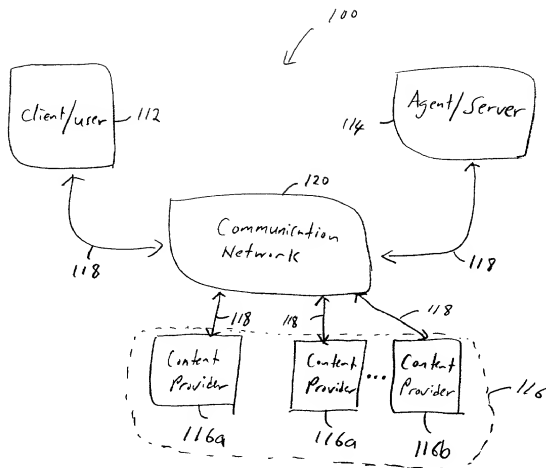 100
Client/user
112
Agent/Server
114
120
Communication
Network
118
118
118
118
118
Content
Provider
Content
Provider
...
Content
Provider
116
116a
116a
116b